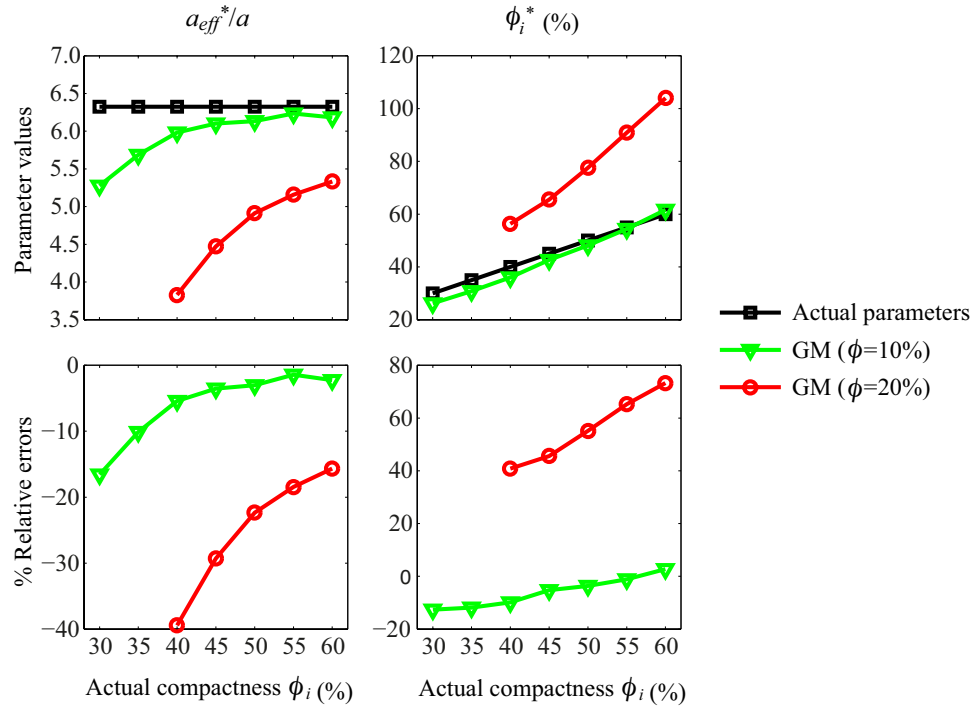 a_eff*/a
ϕ_i* (%)
Parameter values
7.0
6.5
6.0
5.5
5.0
4.5
4.0
3.5
120
100
80
60
40
20
Actual parameters
GM (ϕ=10%)
GM (ϕ=20%)
% Relative errors
0
−10
−20
−30
−40
80
60
40
20
0
−20
30 35 40 45 50 55 60
30 35 40 45 50 55 60
Actual compactness ϕ_i (%)
Actual compactness ϕ_i (%)